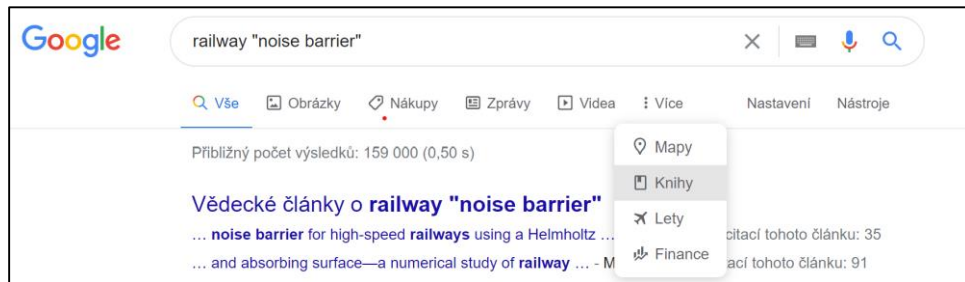 Google railway "noise barrier"
Vše Obrázky Nákupy Zprávy Videa Více Nastavení Nástroje
Přibližný počet výsledků: 159 000 (0,50 s)
Mapy
Knihy
Lety
Finance
Vědecké články o railway "noise barrier"
… noise barrier for high-speed railways using a Helmholtz … citací tohoto článku: 35
… and absorbing surface—a numerical study of railway … - M ací tohoto článku: 91